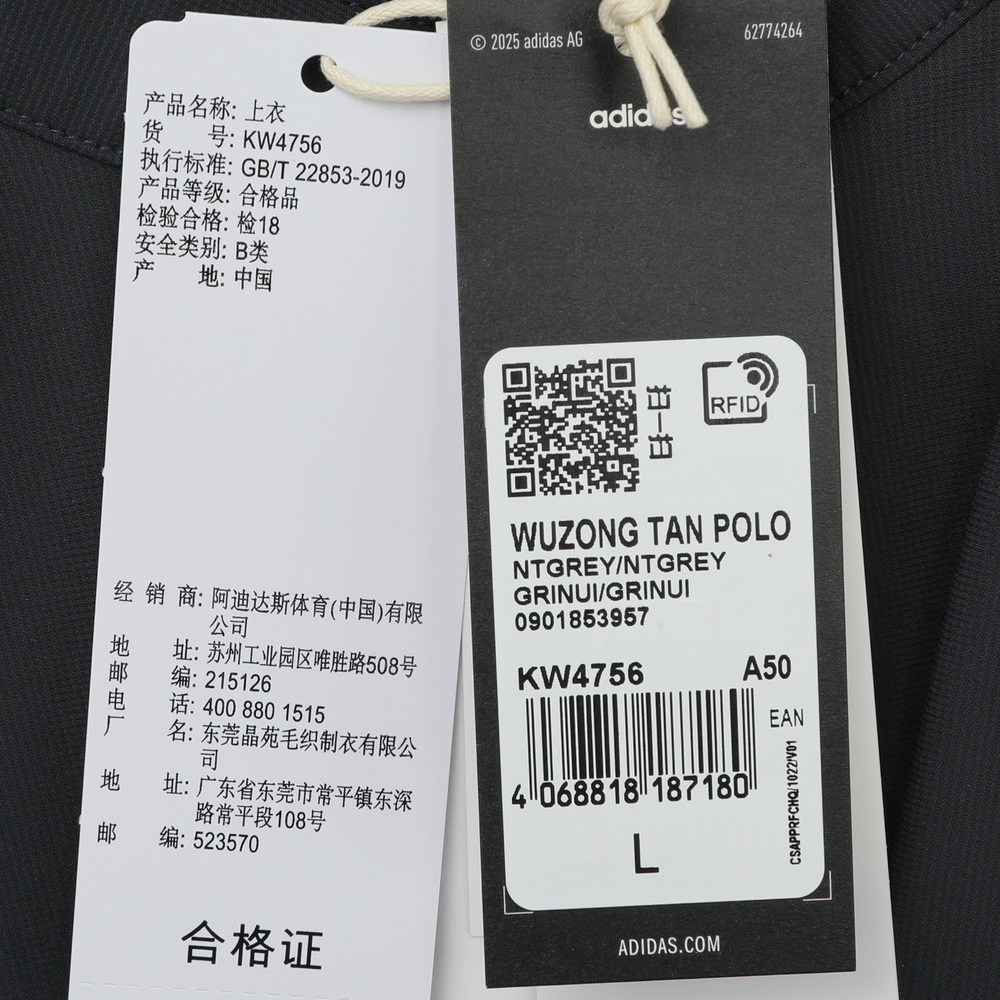 产品名称: 上衣
货 号: KW4756
执行标准: GB/T 22853-2019
产品等级: 合格品
检验合格: 检18
安全类别: B类
产 地: 中国
经 销 商: 阿迪达斯体育(中国)有限
公司
地 址: 苏州工业园区唯胜路508号
邮 编: 215126
电 话: 400 880 1515
厂 名: 东莞晶苑毛织制衣有限公
司
地 址: 广东省东莞市常平镇东深
路常平段108号
邮 编: 523570
合格证
© 2025 adidas AG
62774264
adidas
RFID
WUZONG TAN POLO
NTGREY/NTGREY
GRINUI/GRINUI
0901853957
KW4756 A50
EAN
4 068818 187180
CSAPPRFCHQ/1022/V01
L
ADIDAS.COM